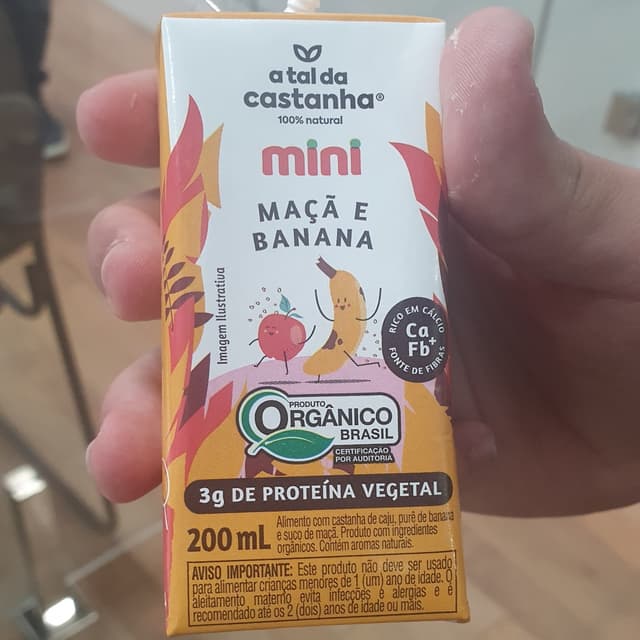 a tal da
castanha®
100% natural
mini
MAÇÃ E
BANANA
Imagem Ilustrativa
RICO EM CÁLCIO
Ca+
Fb
FONTE DE FIBRAS
PRODUTO
ORGÂNICO
BRASIL
CERTIFICAÇÃO
POR AUDITORIA
3g DE PROTEÍNA VEGETAL
200 mL
Alimento com castanha de caju, purê de banana
e suco de maçã. Produto com ingredientes
orgânicos. Contém aromas naturais.
AVISO IMPORTANTE: Este produto não deve ser usado
para alimentar crianças menores de 1 (um) ano de idade. O
aleitamento materno evita infecções e alergias e é
recomendado até os 2 (dois) anos de idade ou mais.